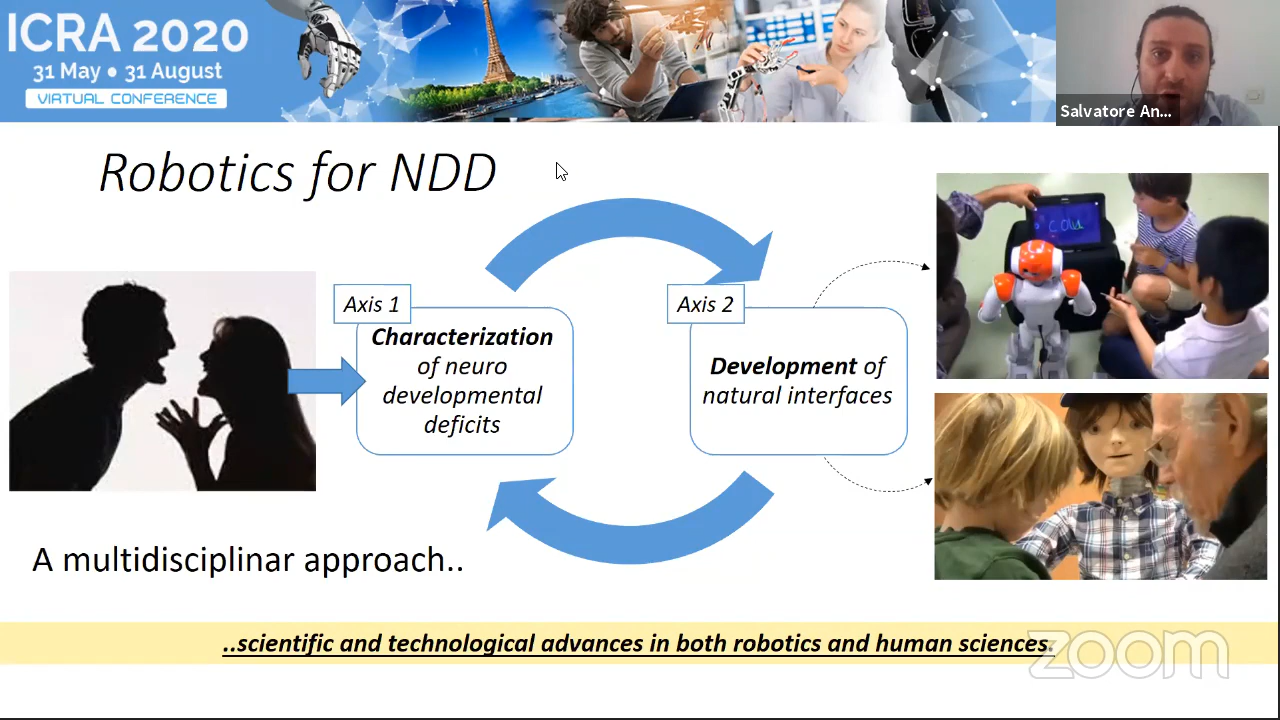 ICRA 2020
31 May • 31 August
VIRTUAL CONFERENCE
Salvatore An...
Robotics for NDD
Axis 1
Characterization
of neuro
developmental
deficits
Axis 2
Development of
natural interfaces
A multidisciplinar approach..
..scientific and technological advances in both robotics and human sciences.
zoom